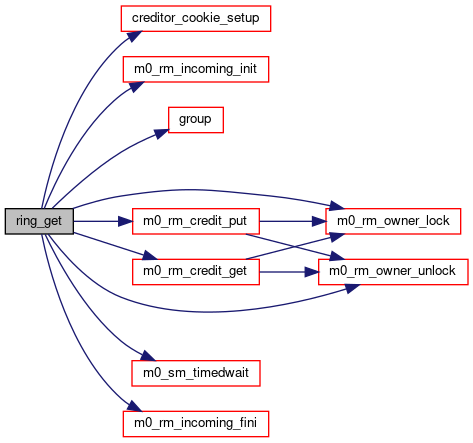 creditor_cookie_setup
m0_rm_incoming_init
group
ring_get
m0_rm_credit_put
m0_rm_owner_lock
m0_rm_credit_get
m0_rm_owner_unlock
m0_sm_timedwait
m0_rm_incoming_fini